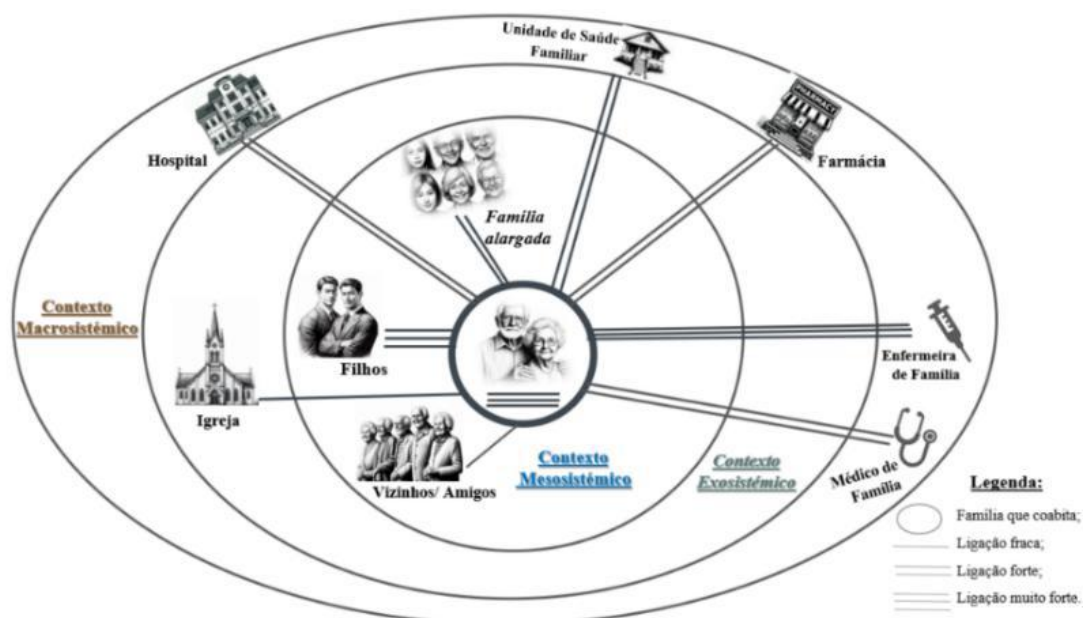 Unidade de Saúde
Familiar
PHARMACY
Hospital
Farmácia
Família
alargada
Contexto
Macrosistémico
Filhos
Enfermeira
de Família
Igreja
Contexto
Mesosistémico
Contexto
Exosistémico
Vizinhos/ Amigos
Médico de
Família
Legenda:
Família que coabita;
Ligação fraca;
Ligação forte;
Ligação muito forte.